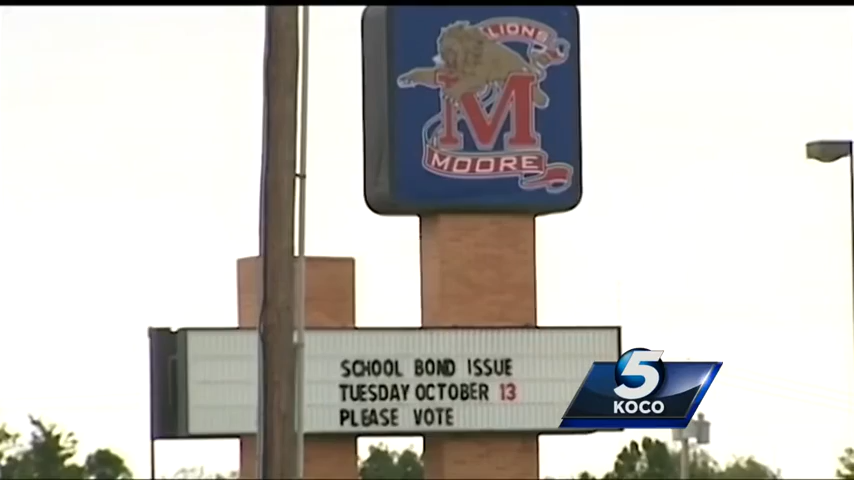 LIONS
M
MOORE
SCHOOL BOND ISSUE
TUESDAY OCTOBER 13
PLEASE VOTE
5
KOCO